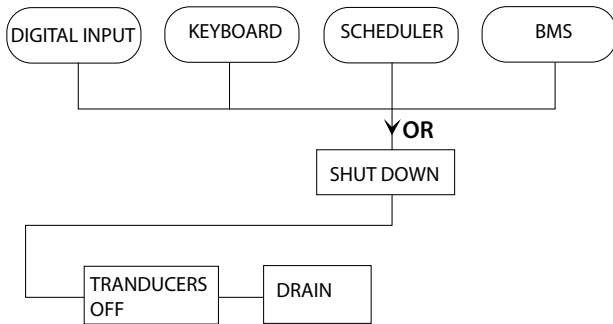 DIGITAL INPUT
KEYBOARD
SCHEDULER
BMS
OR
SHUT DOWN
TRANDUCERS
OFF
DRAIN